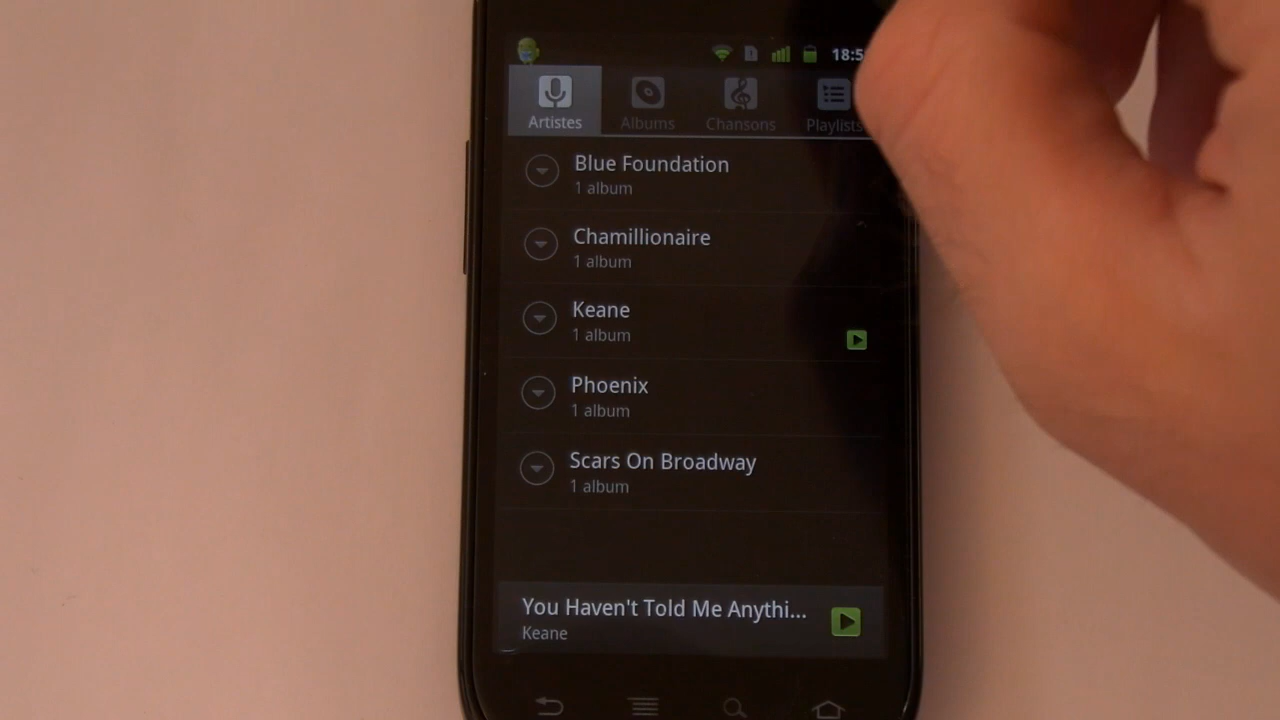 18:5
Artistes
Albums
Chansons
Playlists
Blue Foundation
1 album
Chamillionaire
1 album
Keane
1 album
Phoenix
1 album
Scars On Broadway
1 album
You Haven't Told Me Anythi...
Keane